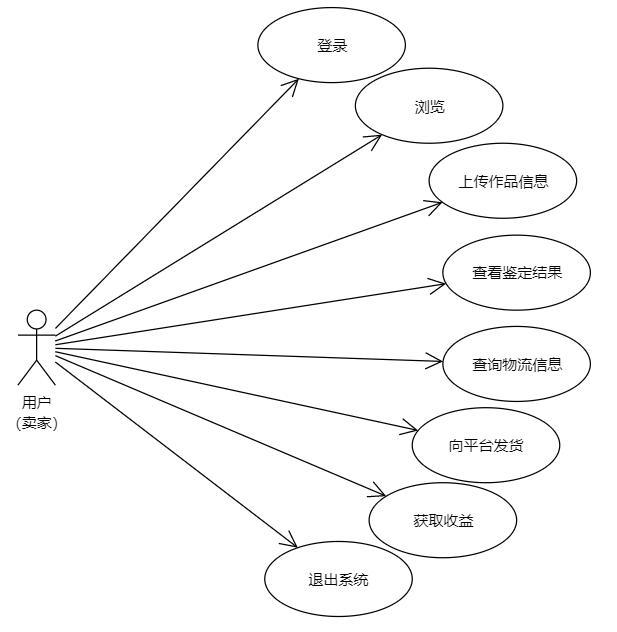 登录
浏览
上传作品信息
查看鉴定结果
查询物流信息
用户
(卖家)
向平台发货
获取收益
退出系统